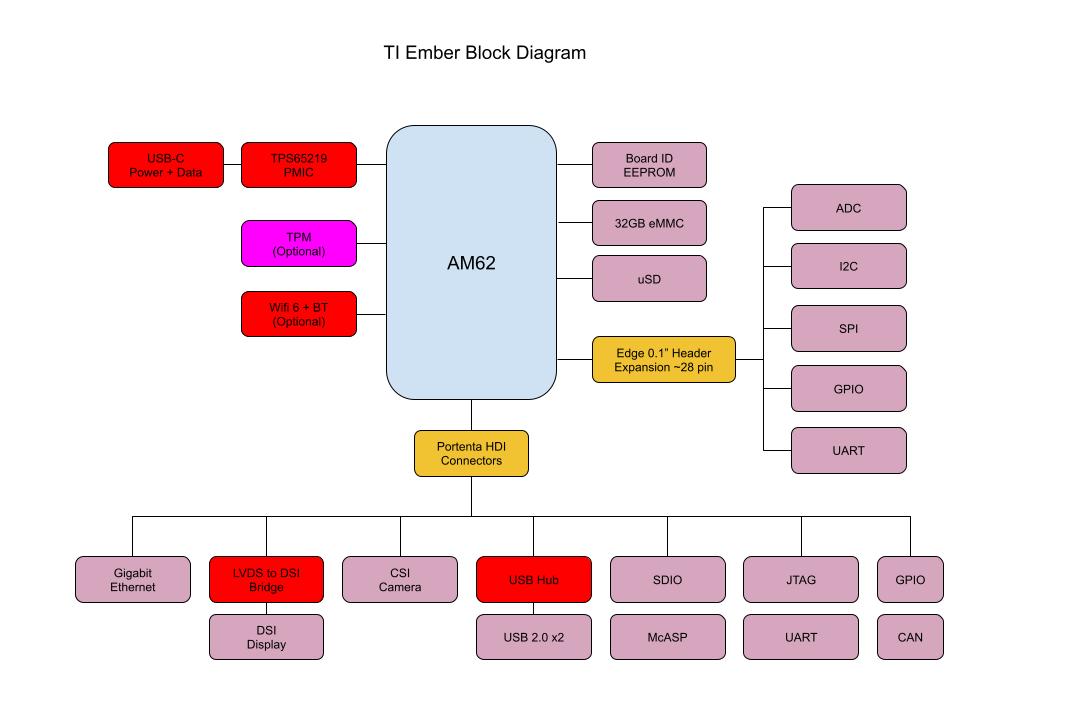 TI Ember Block Diagram
USB-C
Power + Data
TPS65219
PMIC
TPM
(Optional)
Wifi 6 + BT
(Optional)
AM62
Board ID
EEPROM
32GB eMMC
uSD
Edge 0.1” Header
Expansion ~28 pin
ADC
I2C
SPI
GPIO
UART
Portenta HDI
Connectors
Gigabit
Ethernet
LVDS to DSI
Bridge
CSI
Camera
USB Hub
SDIO
JTAG
GPIO
DSI
Display
USB 2.0 x2
McASP
UART
CAN